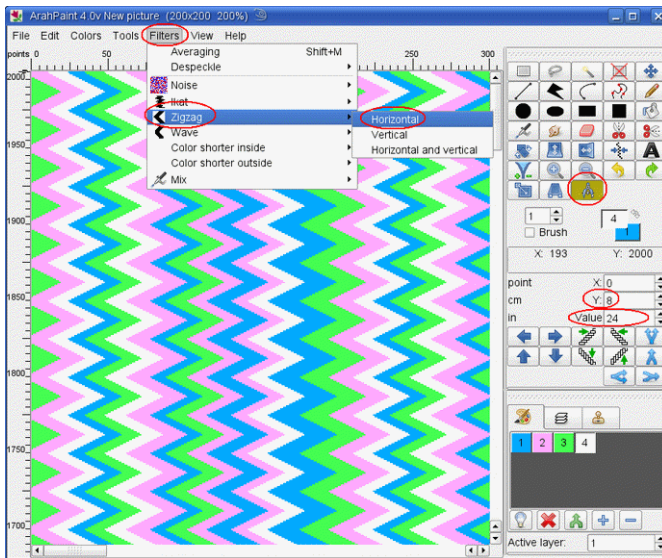 ArahPaint 4.0v New picture (200x200 200%)
File Edit Colors Tools Filters View Help
points 0 50 250 300
Averaging Shift+M
Despeckle
Noise
Ikat
Zigzag
Wave
Color shorter inside
Color shorter outside
Mix
Horizontal
Vertical
Horizontal and vertical
2000
1950
1900
1850
1800
1750
1700
A
1 4
Brush 1
X: 193 Y: 2000
point X: 0
cm Y: 8
in Value 24
1 2 3 4
Active layer: 1